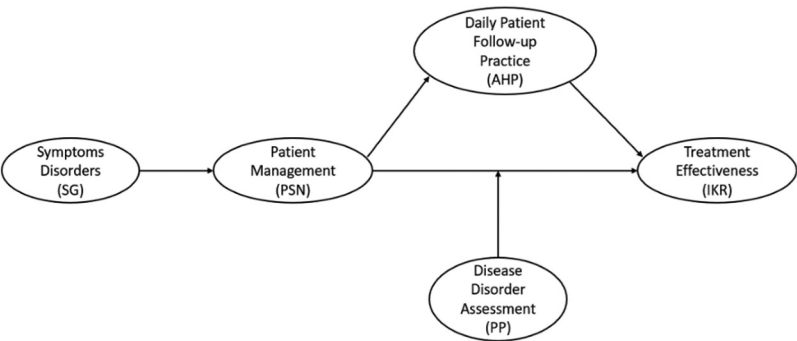 Daily Patient
Follow-up
Practice
(AHP)
Symptoms
Disorders
(SG)
Patient
Management
(PSN)
Treatment
Effectiveness
(IKR)
Disease
Disorder
Assessment
(PP)